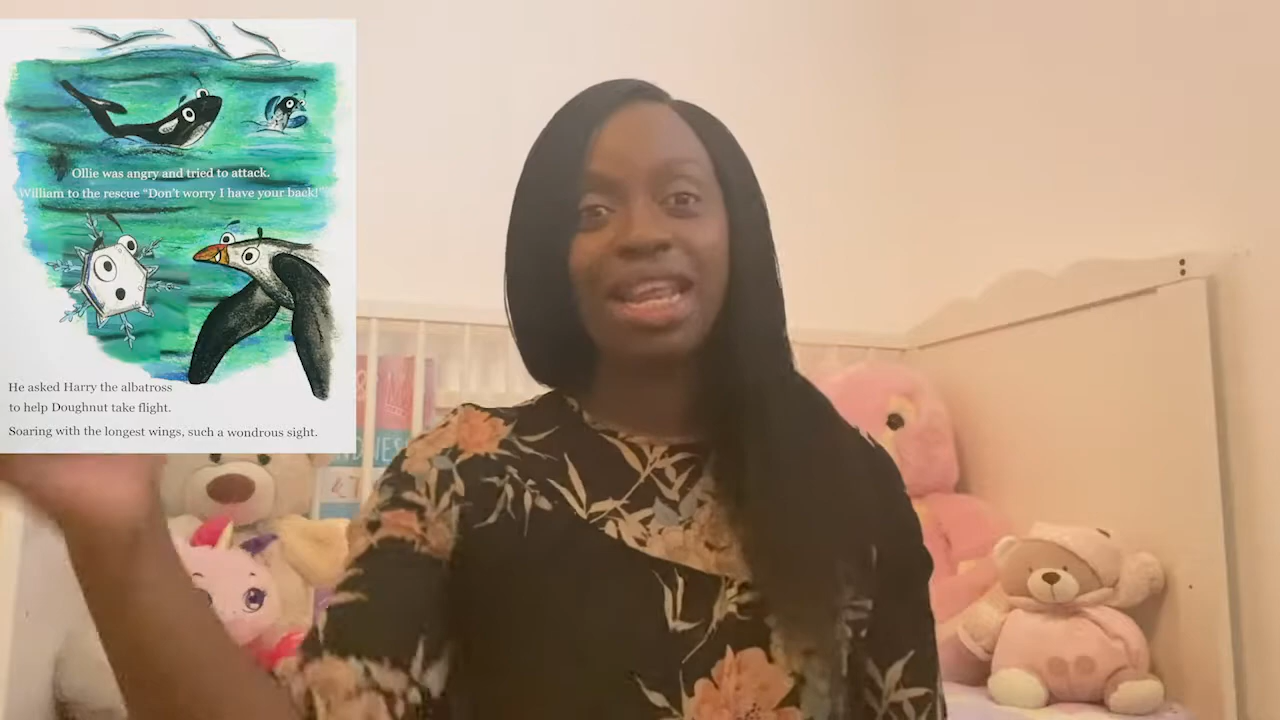 Ollie was angry and tried to attack.
William to the rescue “Don’t worry I have your back!”
He asked Harry the albatross
to help Doughnut take flight.
Soaring with the longest wings, such a wondrous sight.